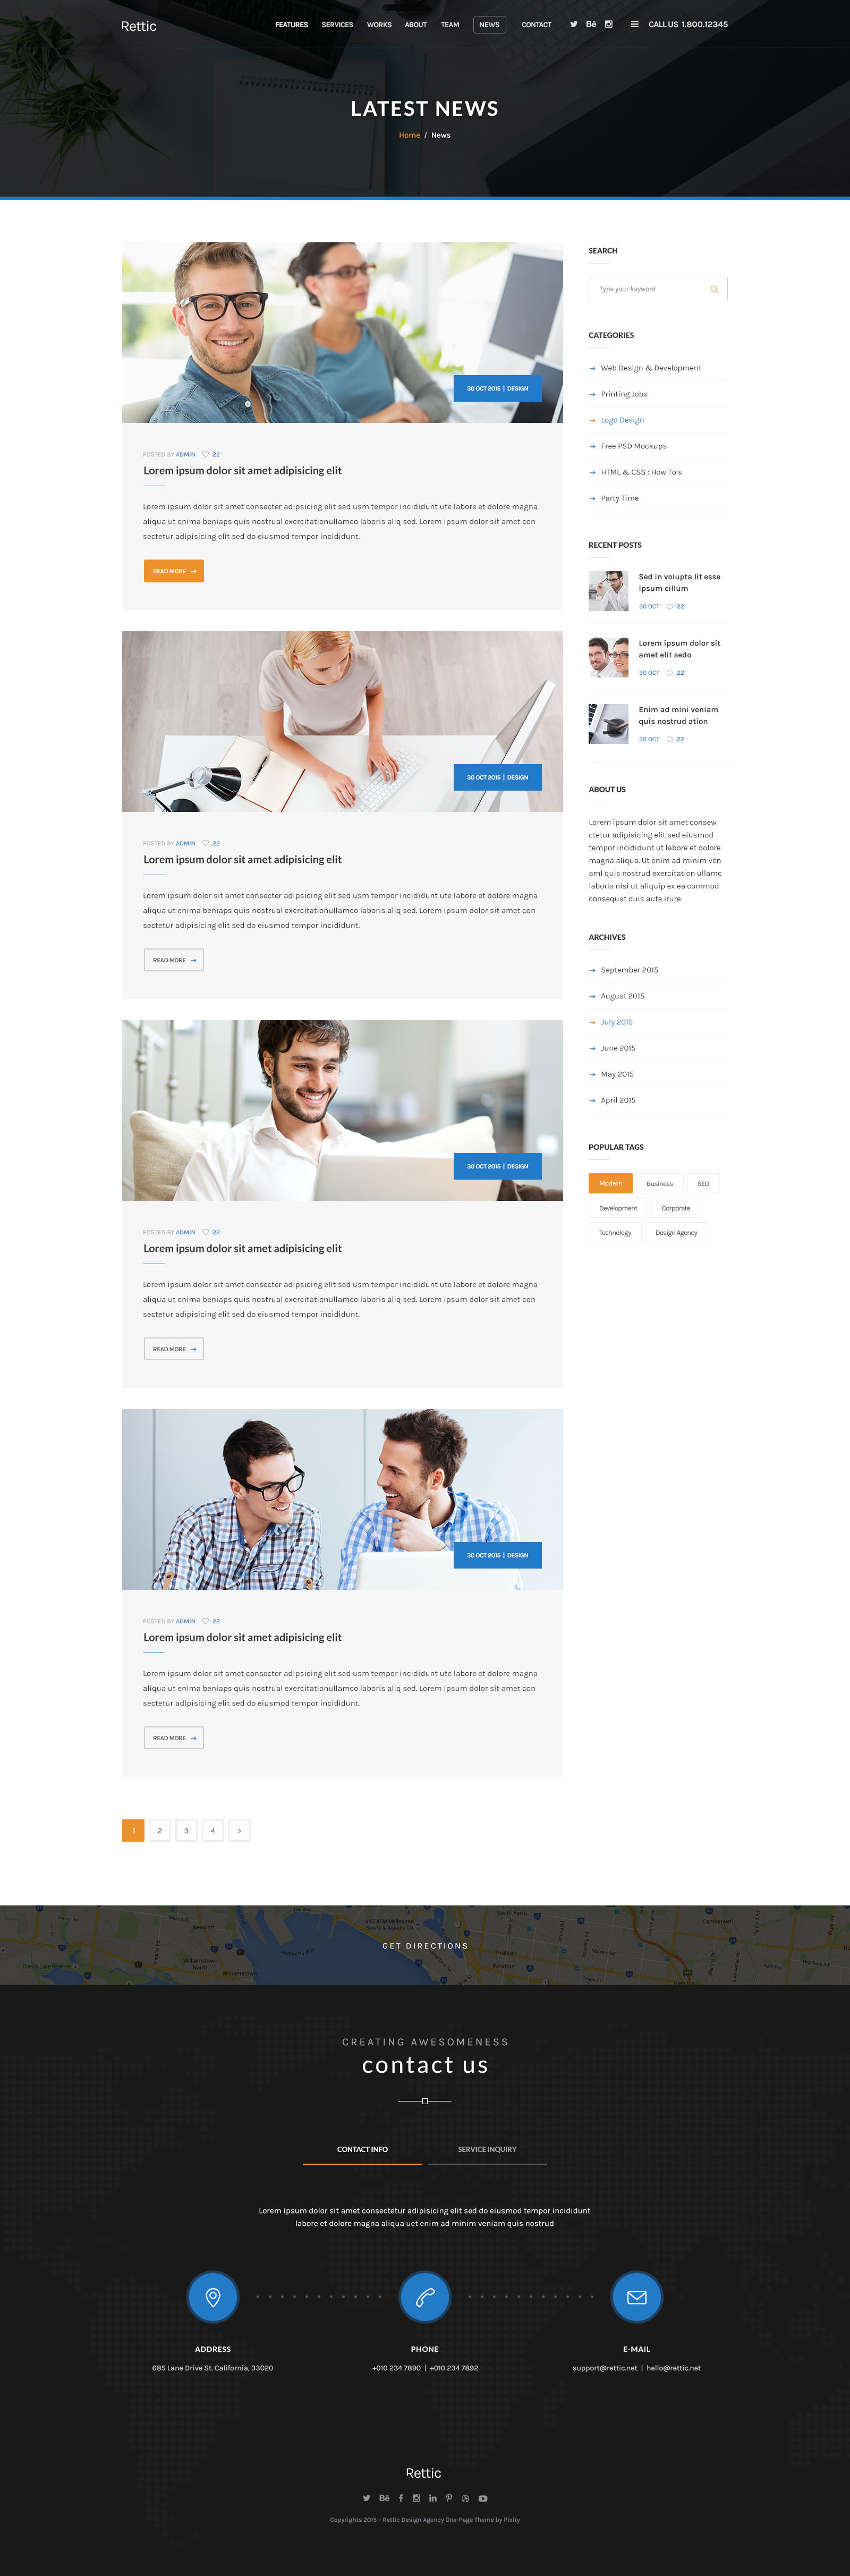 Rettic
FEATURES SERVICES WORKS ABOUT TEAM NEWS CONTACT Bē CALL US 1.800.12345
LATEST NEWS
Home / News
30 OCT 2015 | DESIGN
POSTED BY ADMIN 22
Lorem ipsum dolor sit amet adipisicing elit
Lorem ipsum dolor sit amet consecter adipsicing elit sed usm tempor incididunt ute labore et dolore magna
aliqua ut enima beniaps quis nostrual exercitationullamco laboris aliq sed. Lorem ipsum dolor sit amet con
sectetur adipisicing elit sed do eiusmod tempor incididunt.
READ MORE
30 OCT 2015 | DESIGN
POSTED BY ADMIN 22
Lorem ipsum dolor sit amet adipisicing elit
Lorem ipsum dolor sit amet consecter adipsicing elit sed usm tempor incididunt ute labore et dolore magna
aliqua ut enima beniaps quis nostrual exercitationullamco laboris aliq sed. Lorem ipsum dolor sit amet con
sectetur adipisicing elit sed do eiusmod tempor incididunt.
READ MORE
30 OCT 2015 | DESIGN
POSTED BY ADMIN 22
Lorem ipsum dolor sit amet adipisicing elit
Lorem ipsum dolor sit amet consecter adipsicing elit sed usm tempor incididunt ute labore et dolore magna
aliqua ut enima beniaps quis nostrual exercitationullamco laboris aliq sed. Lorem ipsum dolor sit amet con
sectetur adipisicing elit sed do eiusmod tempor incididunt.
READ MORE
30 OCT 2015 | DESIGN
POSTED BY ADMIN 22
Lorem ipsum dolor sit amet adipisicing elit
Lorem ipsum dolor sit amet consecter adipsicing elit sed usm tempor incididunt ute labore et dolore magna
aliqua ut enima beniaps quis nostrual exercitationullamco laboris aliq sed. Lorem ipsum dolor sit amet con
sectetur adipisicing elit sed do eiusmod tempor incididunt.
READ MORE
1 2 3 4 >
SEARCH
Type your keyword
CATEGORIES
Web Design & Development
Printing Jobs
Logo Design
Free PSD Mockups
HTML & CSS : How To's
Party Time
RECENT POSTS
Sed in volupta lit esse
ipsum cillum
30 OCT 22
Lorem ipsum dolor sit
amet elit sedo
30 OCT 22
Enim ad mini veniam
quis nostrud ation
30 OCT 22
ABOUT US
Lorem ipsum dolor sit amet consew
ctetur adipisicing elit sed eiusmod
tempor incididunt ut labore et dolore
magna aliqua. Ut enim ad minim ven
aml quis nostrud exercitation ullamc
laboris nisi ut aliquip ex ea commod
consequat duis aute irure.
ARCHIVES
September 2015
August 2015
July 2015
June 2015
May 2015
April 2015
POPULAR TAGS
Modern Business SEO
Development Corporate
Technology Design Agency
GET DIRECTIONS
CREATING AWESOMENESS
contact us
CONTACT INFO SERVICE INQUIRY
Lorem ipsum dolor sit amet consectetur adipisicing elit sed do eiusmod tempor incididunt
labore et dolore magna aliqua uet enim ad minim veniam quis nostrud
ADDRESS
685 Lane Drive St. California, 33020
PHONE
+010 234 7890 | +010 234 7892
E-MAIL
support@rettic.net | hello@rettic.net
Rettic
Bē
Copyrights 2015 - Rettic Design Agency One-Page Theme by Pixity